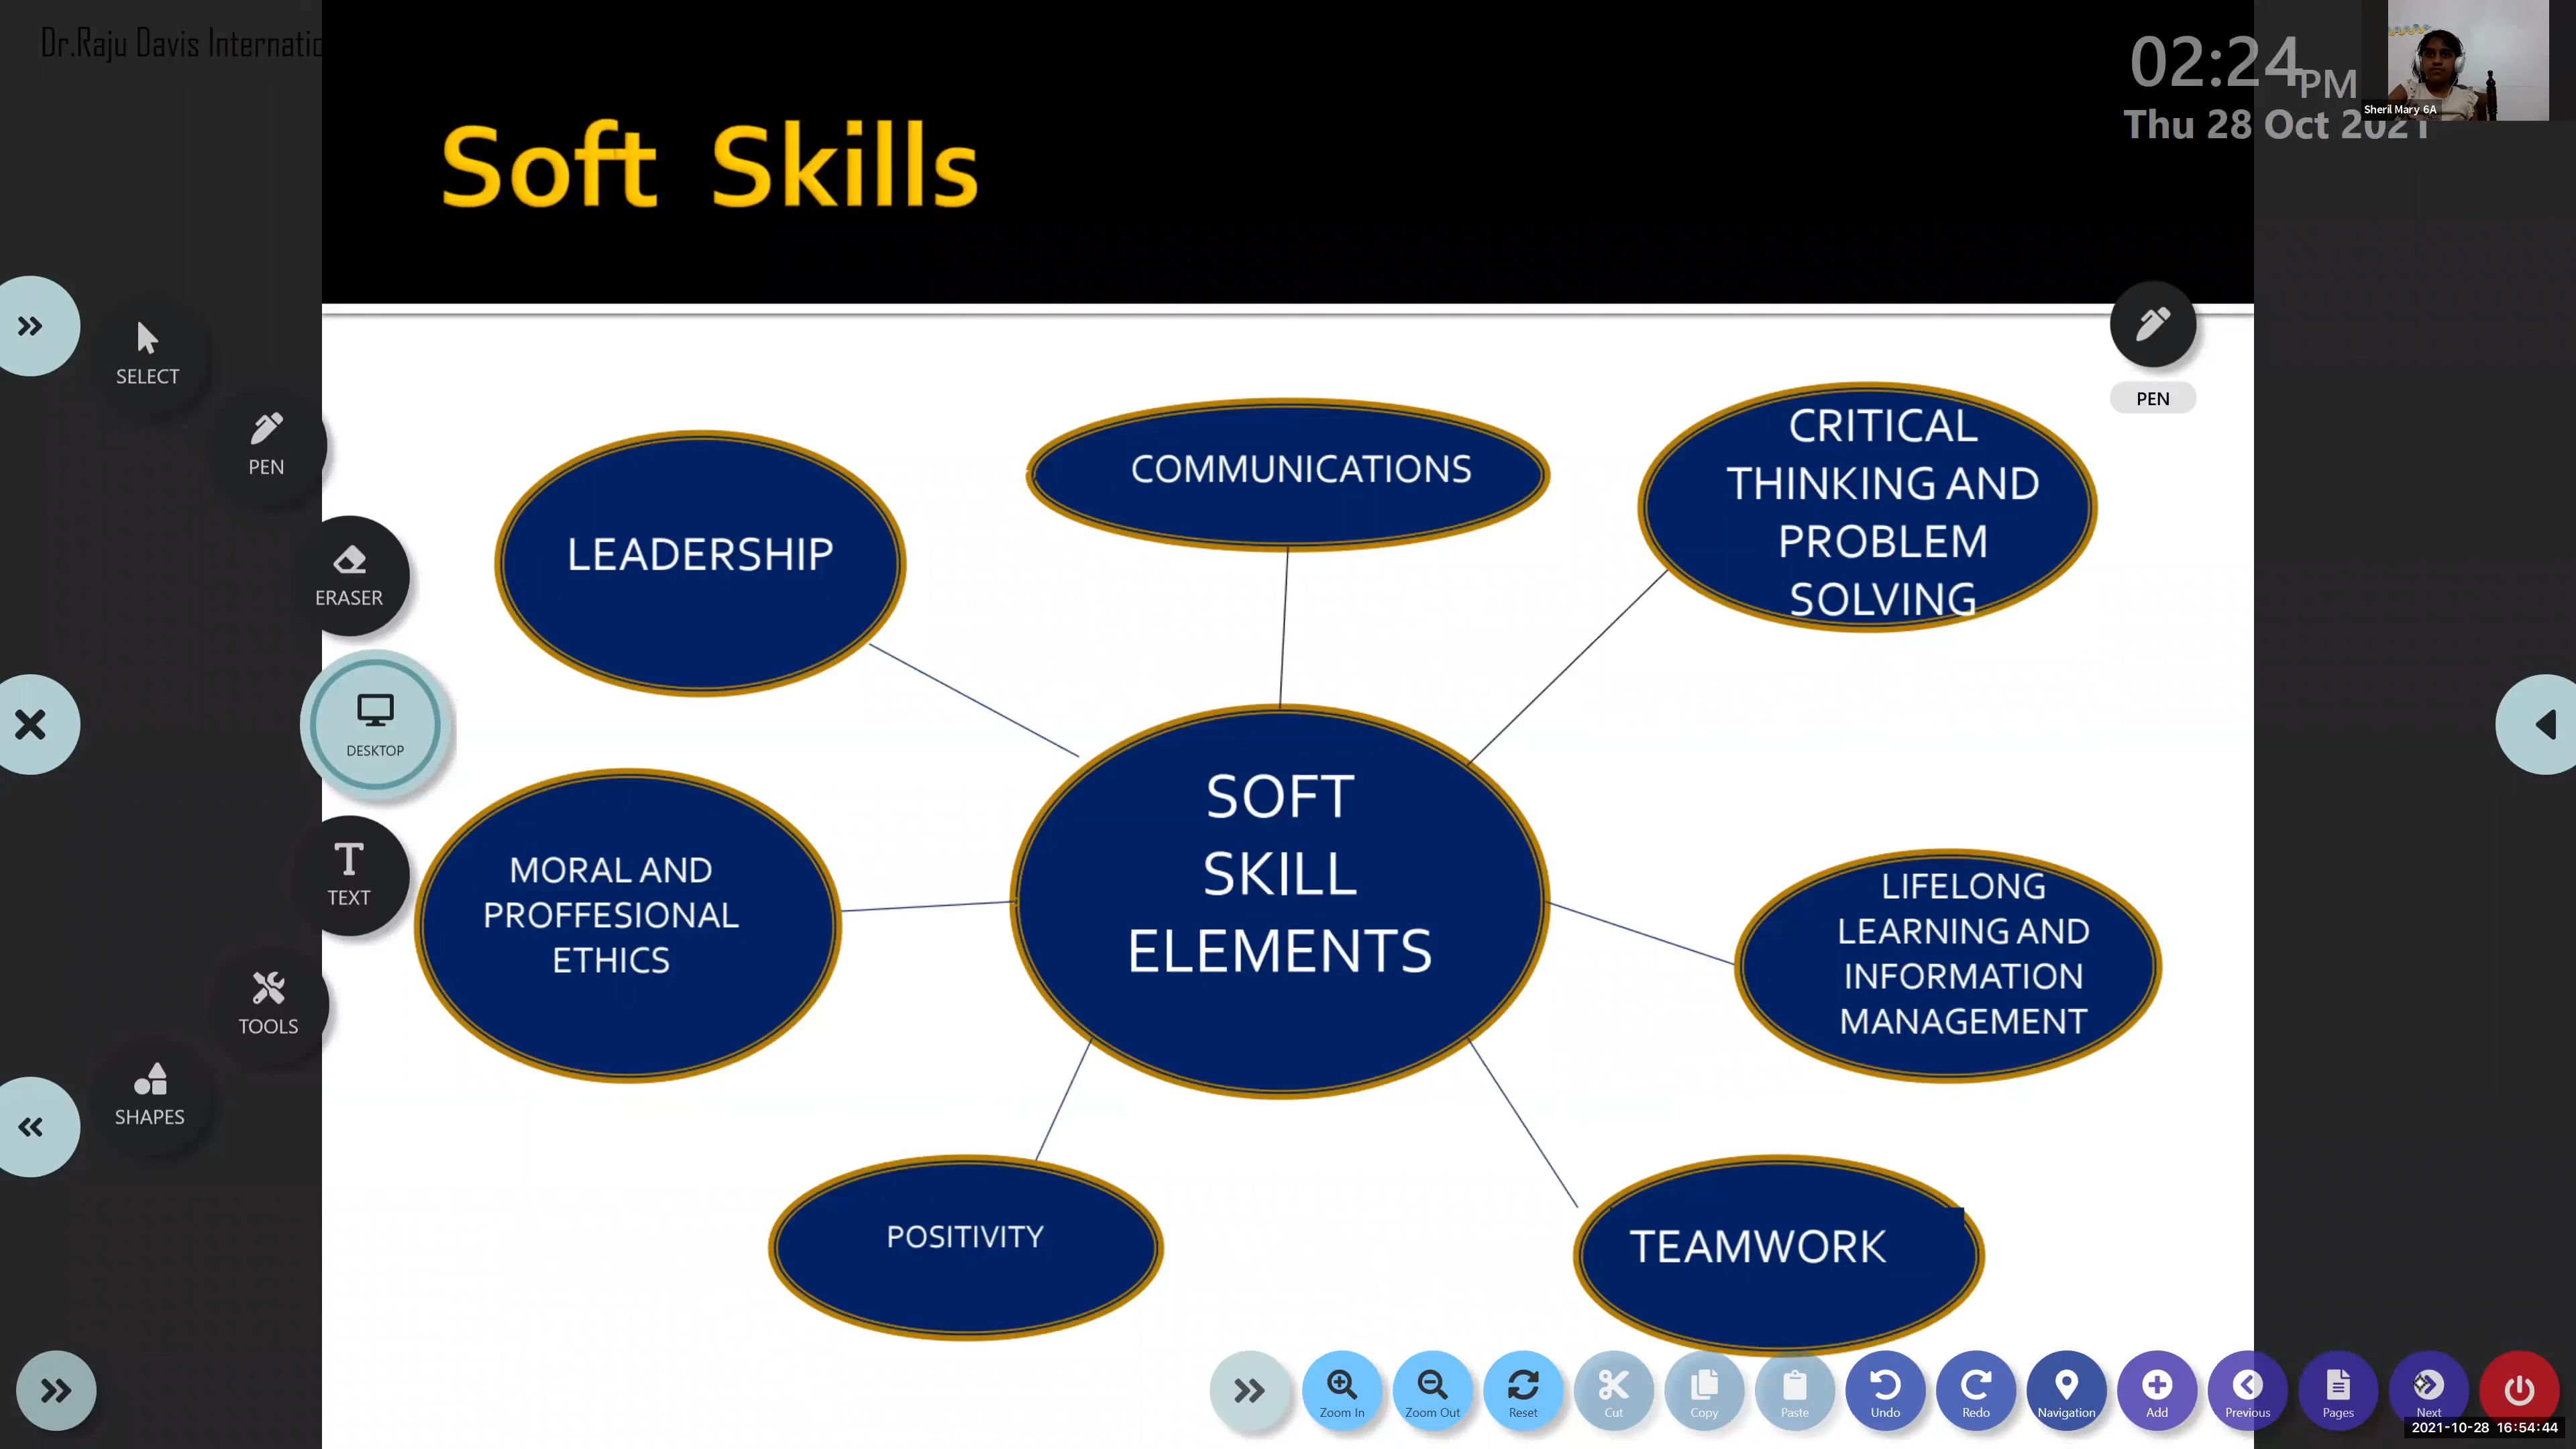 Dr.Raju Davis Internatio
02:24 PM
Thu 28 Oct 2021
Sheril Mary 6A
Soft Skills
SELECT
PEN
ERASER
DESKTOP
TEXT
TOOLS
SHAPES
PEN
LEADERSHIP
COMMUNICATIONS
CRITICAL
THINKING AND
PROBLEM
SOLVING
SOFT
SKILL
ELEMENTS
MORAL AND
PROFFESIONAL
ETHICS
LIFELONG
LEARNING AND
INFORMATION
MANAGEMENT
POSITIVITY
TEAMWORK
Zoom In
Zoom Out
Reset
Cut
Copy
Paste
Undo
Redo
Navigation
Add
Previous
Pages
Next
2021-10-28 16:54:44